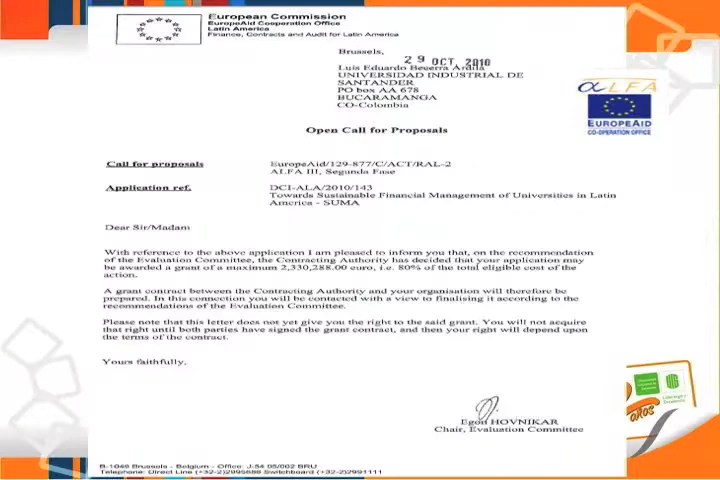 European Commission
EuropeAid Cooperation Office
Latin America
Finance, Contracts and Audit for Latin America
Brussels,
29 OCT. 2010
Luis Eduardo Becerra Ardila
UNIVERSIDAD INDUSTRIAL DE
SANTANDER
PO box AA 678
BUCARAMANGA
CO-Colombia
αLFA
EUROPEAID
CO-OPERATION OFFICE
Open Call for Proposals
Call for proposals EuropeAid/129-877/C/ACT/RAL-2
ALFA III, Segunda Fase
Application ref. DCI-ALA/2010/143
Towards Sustainable Financial Management of Universities in Latin
America - SUMA
Dear Sir/Madam
With reference to the above application I am pleased to inform you that, on the recommendation
of the Evaluation Committee, the Contracting Authority has decided that your application may
be awarded a grant of a maximum 2,330,288.00 euro, i.e. 80% of the total eligible cost of the
action.
A grant contract between the Contracting Authority and your organisation will therefore be
prepared. In this connection you will be contacted with a view to finalising it according to the
recommendations of the Evaluation Committee.
Please note that this letter does not yet give you the right to the said grant. You will not acquire
that right until both parties have signed the grant contract, and then your right will depend upon
the terms of the contract.
Yours faithfully,
Egon HOVNIKAR
Chair, Evaluation Committee
B-1049 Brussels - Belgium - Office: J-54 05/002 BRU
Telephone: Direct Line (+32-2)2995686 Switchboard (+32-2)2991111